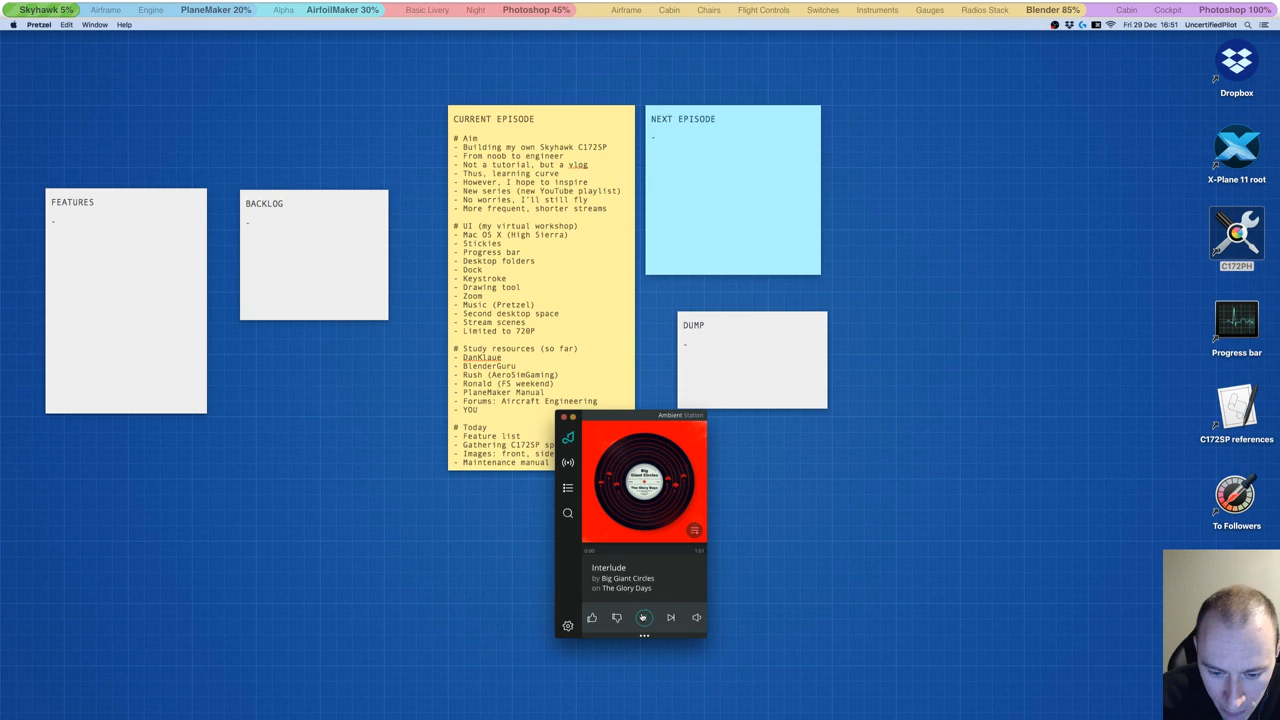 Skyhawk 5% Airframe Engine PlaneMaker 20% Alpha AirfoilMaker 30% Basic Livery Night Photoshop 45% Airframe Cabin Chairs Flight Controls Switches Instruments Gauges Radios Stack Blender 85% Cabin Cockpit Photoshop 100%
Pretzel Edit Window Help Fri 29 Dec 16:51 UncertifiedPilot
FEATURES
-
BACKLOG
-
CURRENT EPISODE
# Aim
- Building my own Skyhawk C172SP
- From noob to engineer
- Not a tutorial, but a vlog
- Thus, learning curve
- However, I hope to inspire
- New series (new YouTube playlist)
- No worries, I'll still fly
- More frequent, shorter streams
# UI (my virtual workshop)
- Mac OS X (High Sierra)
- Stickies
- Progress bar
- Desktop folders
- Dock
- Keystroke
- Drawing tool
- Zoom
- Music (Pretzel)
- Second desktop space
- Stream scenes
- Limited to 720P
# Study resources (so far)
- DanKlaue
- BlenderGuru
- Rush (AeroSimGaming)
- Ronald (FS weekend)
- PlaneMaker Manual
- Forums: Aircraft Engineering
- YOU
# Today
- Feature list
- Gathering C172SP sp
- Images: front, side
- Maintenance manual
NEXT EPISODE
-
DUMP
-
Ambient Station
Big
Giant Circles
The Glory Days
0:00 1:01
Interlude
by Big Giant Circles
on The Glory Days
Dropbox
X-Plane 11 root
C172PH
Progress bar
C172SP references
To Followers